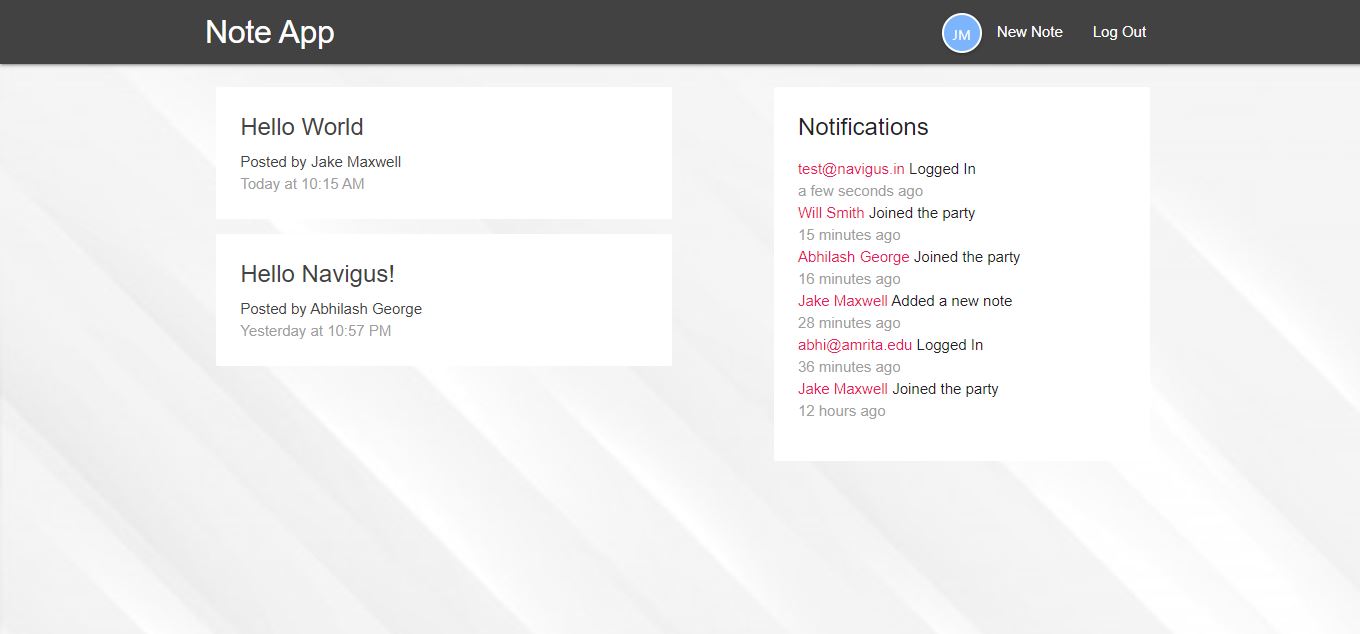 Note App
JM
New Note
Log Out
Hello World
Posted by Jake Maxwell
Today at 10:15 AM
Hello Navigus!
Posted by Abhilash George
Yesterday at 10:57 PM
Notifications
test@navigus.in Logged In
a few seconds ago
Will Smith Joined the party
15 minutes ago
Abhilash George Joined the party
16 minutes ago
Jake Maxwell Added a new note
28 minutes ago
abhi@amrita.edu Logged In
36 minutes ago
Jake Maxwell Joined the party
12 hours ago